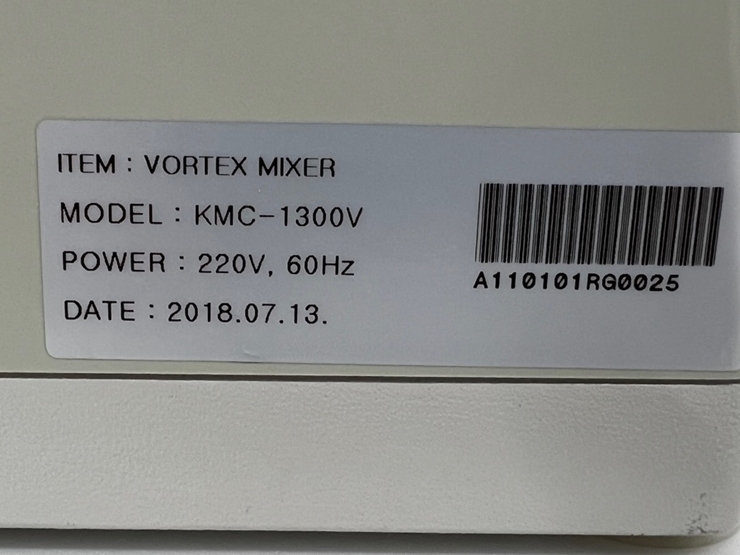 ITEM : VORTEX MIXER
MODEL : KMC-1300V
POWER : 220V, 60Hz
DATE : 2018.07.13.
A110101RG0025